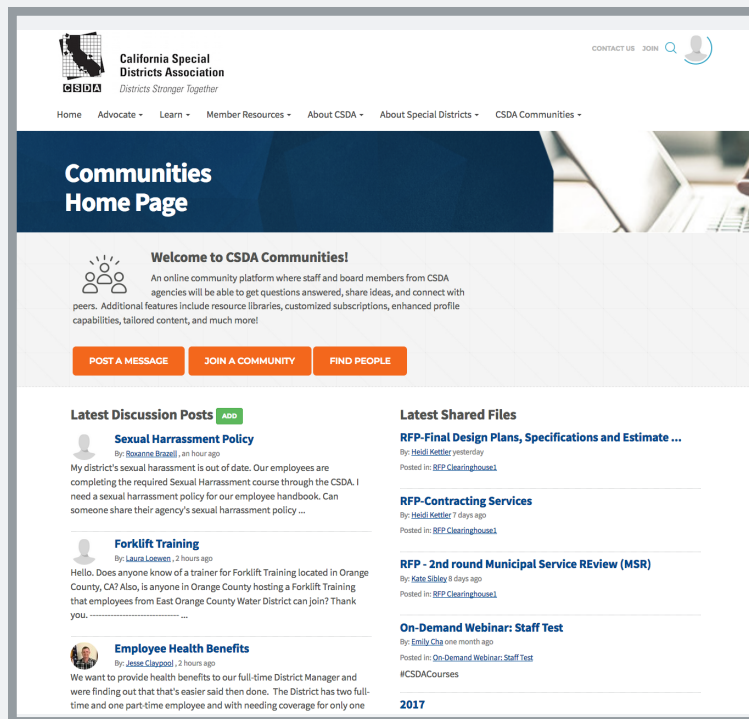 California Special
Districts Association
Districts Stronger Together
CSDA
CONTACT US JOIN
Home Advocate Learn Member Resources About CSDA About Special Districts CSDA Communities
Communities
Home Page
Welcome to CSDA Communities!
An online community platform where staff and board members from CSDA
agencies will be able to get questions answered, share ideas, and connect with
peers. Additional features include resource libraries, customized subscriptions, enhanced profile
capabilities, tailored content, and much more!
POST A MESSAGE JOIN A COMMUNITY FIND PEOPLE
Latest Discussion Posts ADD
Sexual Harrassment Policy
By: Roxanne Brazell , an hour ago
My district's sexual harassment is out of date. Our employees are
completing the required Sexual Harrassment course through the CSDA. I
need a sexual harrassment policy for our employee handbook. Can
someone share their agency's sexual harrassment policy ...
Forklift Training
By: Laura Loewen , 2 hours ago
Hello. Does anyone know of a trainer for Forklift Training located in Orange
County, CA? Also, is anyone in Orange County hosting a Forklift Training
that employees from East Orange County Water District can join? Thank
you. ------------------------------ ...
Employee Health Benefits
By: Jesse Claypool , 2 hours ago
We want to provide health benefits to our full-time District Manager and
were finding out that that's easier said then done. The District has two full-
time and one part-time employee and with needing coverage for only one
Latest Shared Files
RFP-Final Design Plans, Specifications and Estimate ...
By: Heidi Kettler yesterday
Posted in: RFP Clearinghouse1
RFP-Contracting Services
By: Heidi Kettler 7 days ago
Posted in: RFP Clearinghouse1
RFP - 2nd round Municipal Service REview (MSR)
By: Kate Sibley 8 days ago
Posted in: RFP Clearinghouse1
On-Demand Webinar: Staff Test
By: Emily Cha one month ago
Posted in: On-Demand Webinar: Staff Test
#CSDACourses
2017